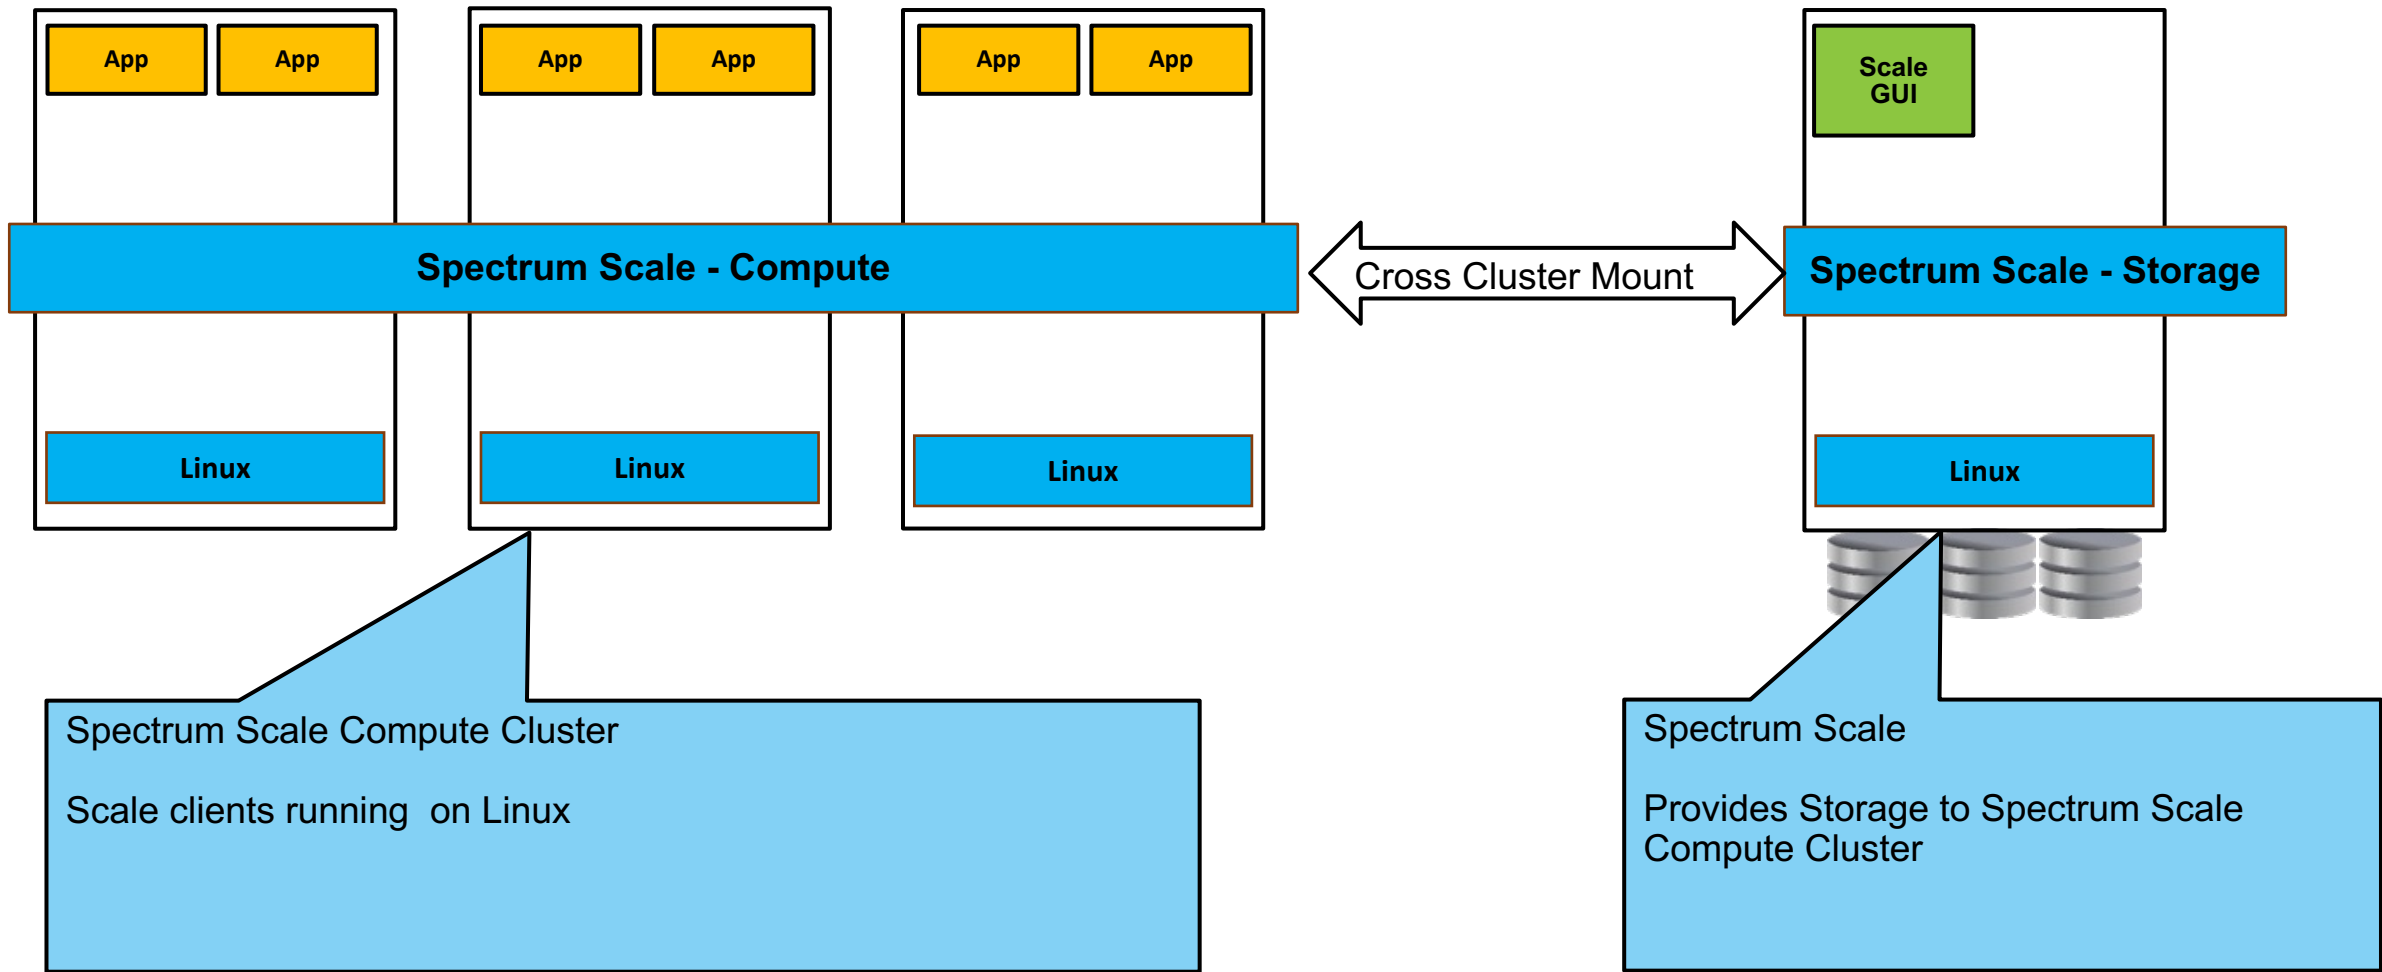 App
App
App
App
App
App
Scale
GUI
Spectrum Scale - Compute
Cross Cluster Mount
Spectrum Scale - Storage
Linux
Linux
Linux
Linux
Spectrum Scale Compute Cluster
Scale clients running  on Linux
Spectrum Scale
Provides Storage to Spectrum Scale
Compute Cluster